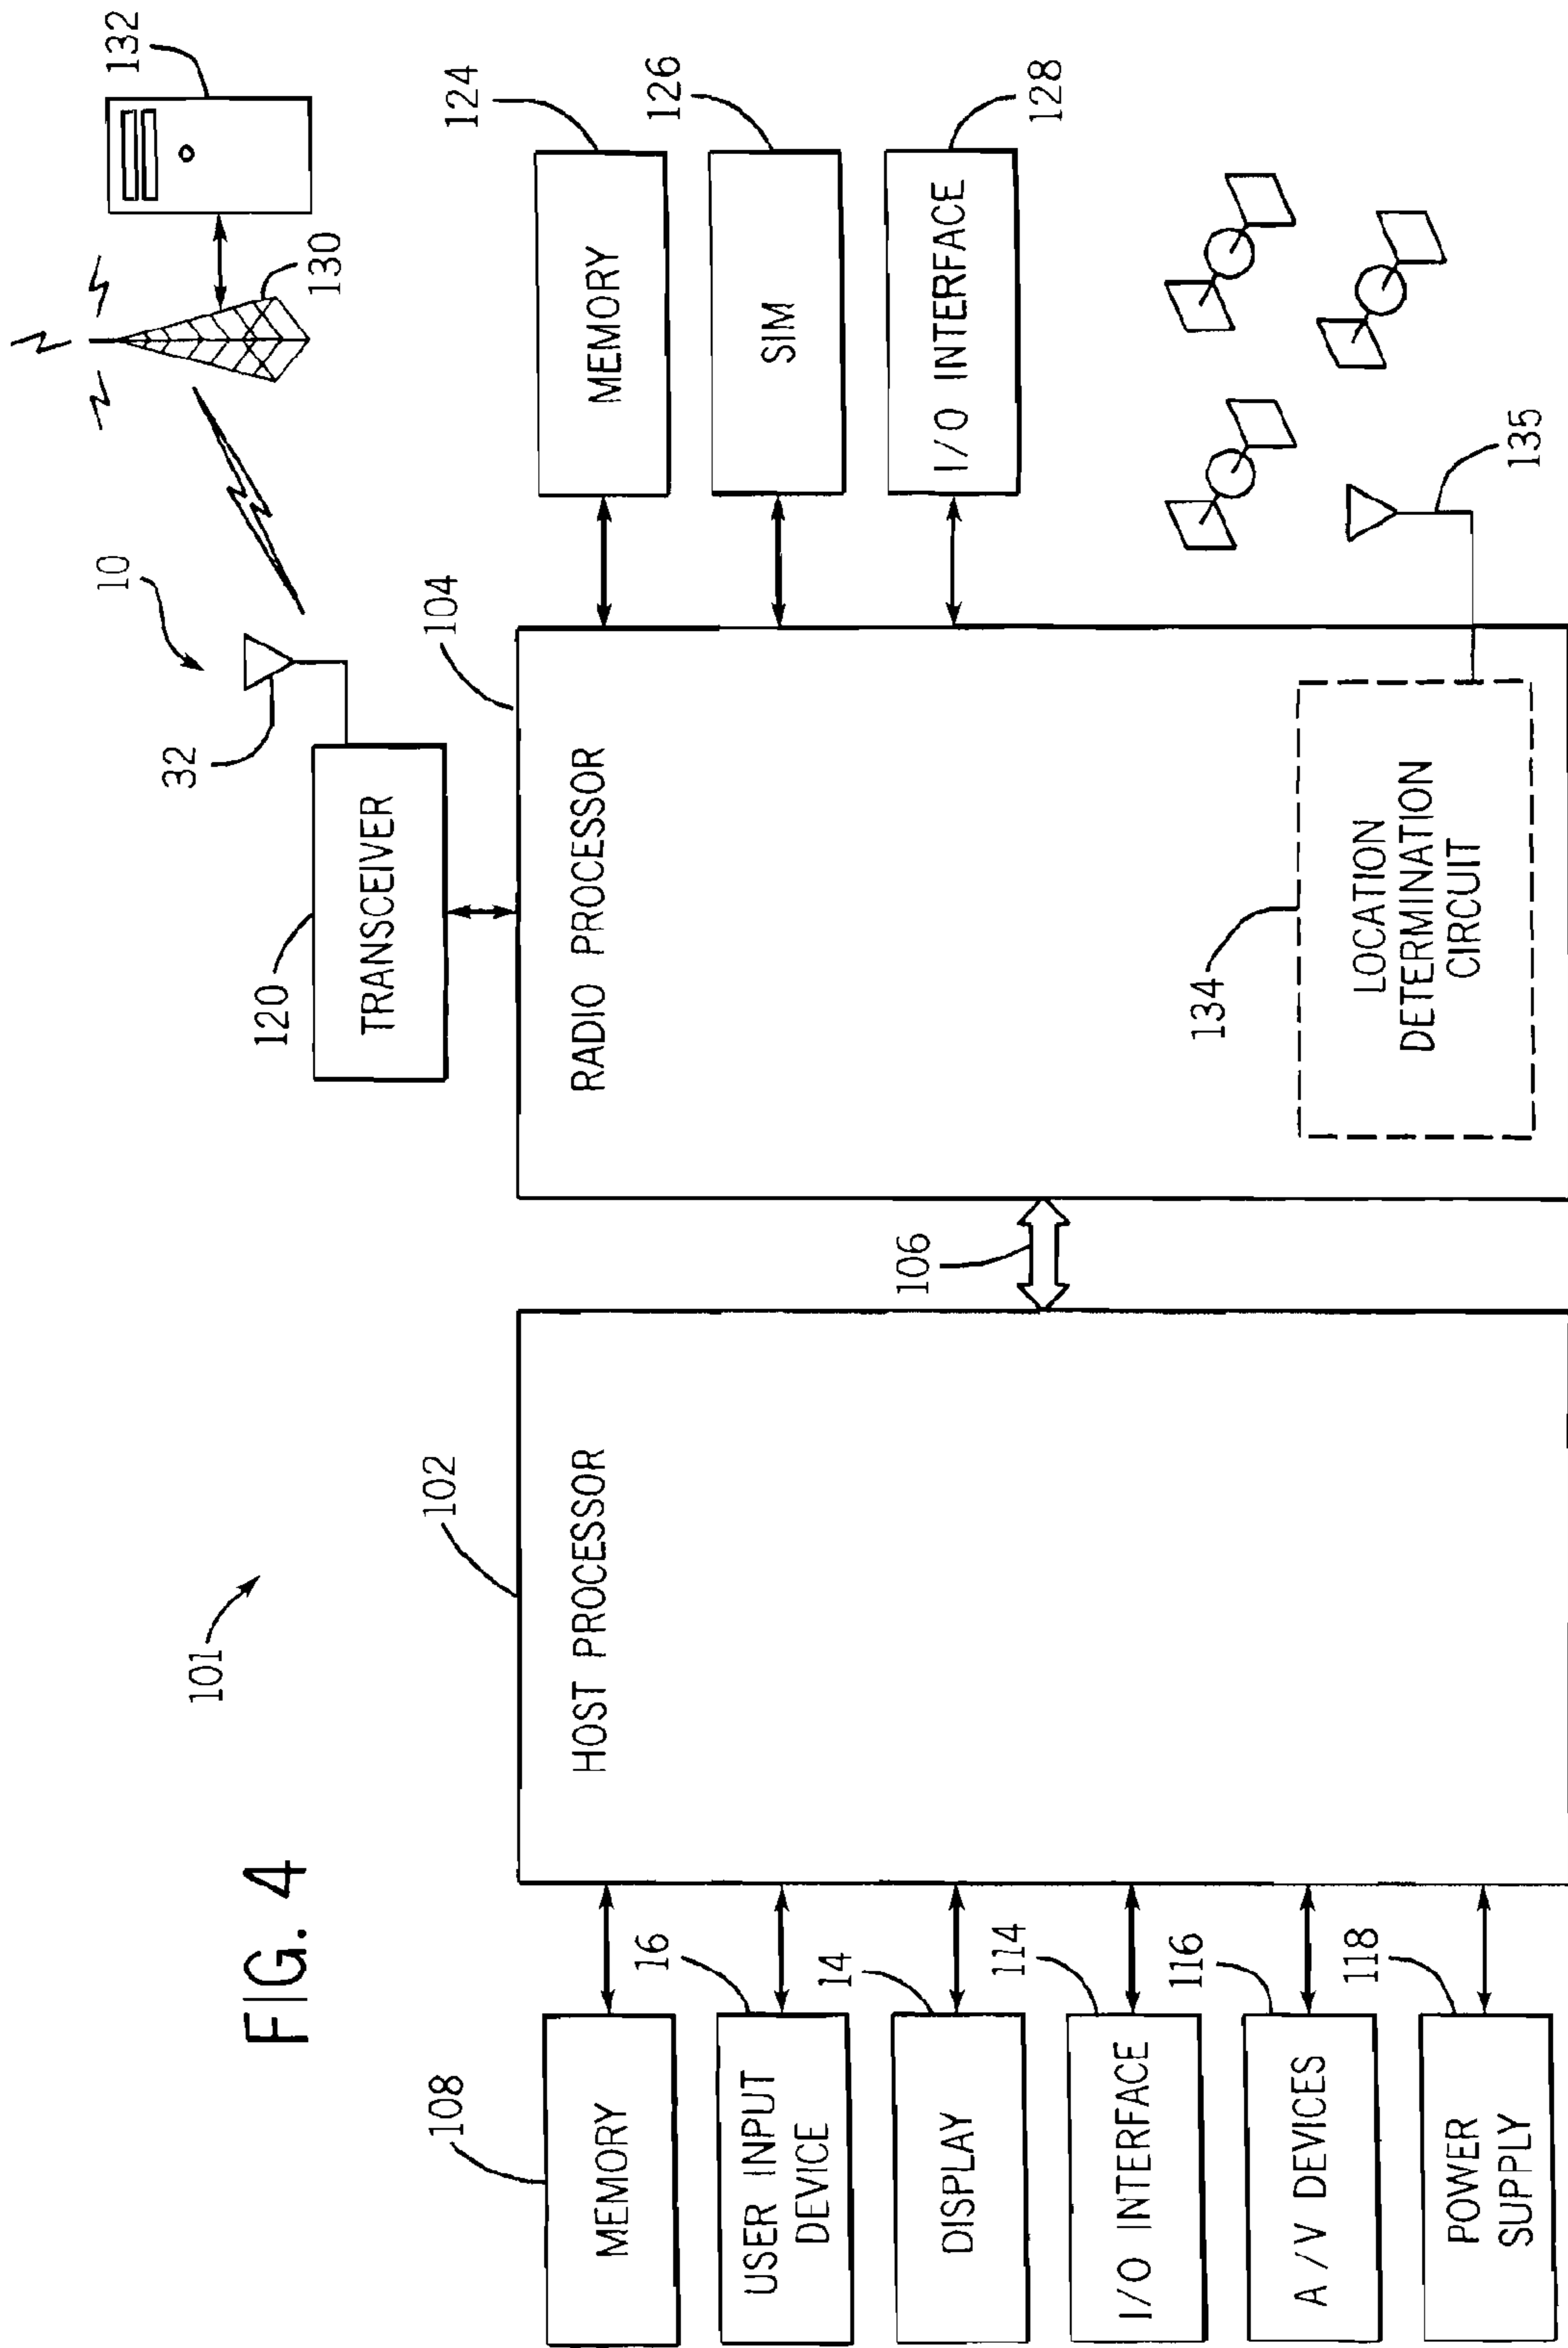 FIG. 4
101
10
32
120
TRANSCEIVER
130
132
102
HOST PROCESSOR
106
104
RADIO PROCESSOR
134
LOCATION
DETERMINATION
CIRCUIT
135
108
MEMORY
16
USER INPUT
DEVICE
14
DISPLAY
114
I/O INTERFACE
116
A/V DEVICES
118
POWER
SUPPLY
124
MEMORY
126
SIM
128
I/O INTERFACE